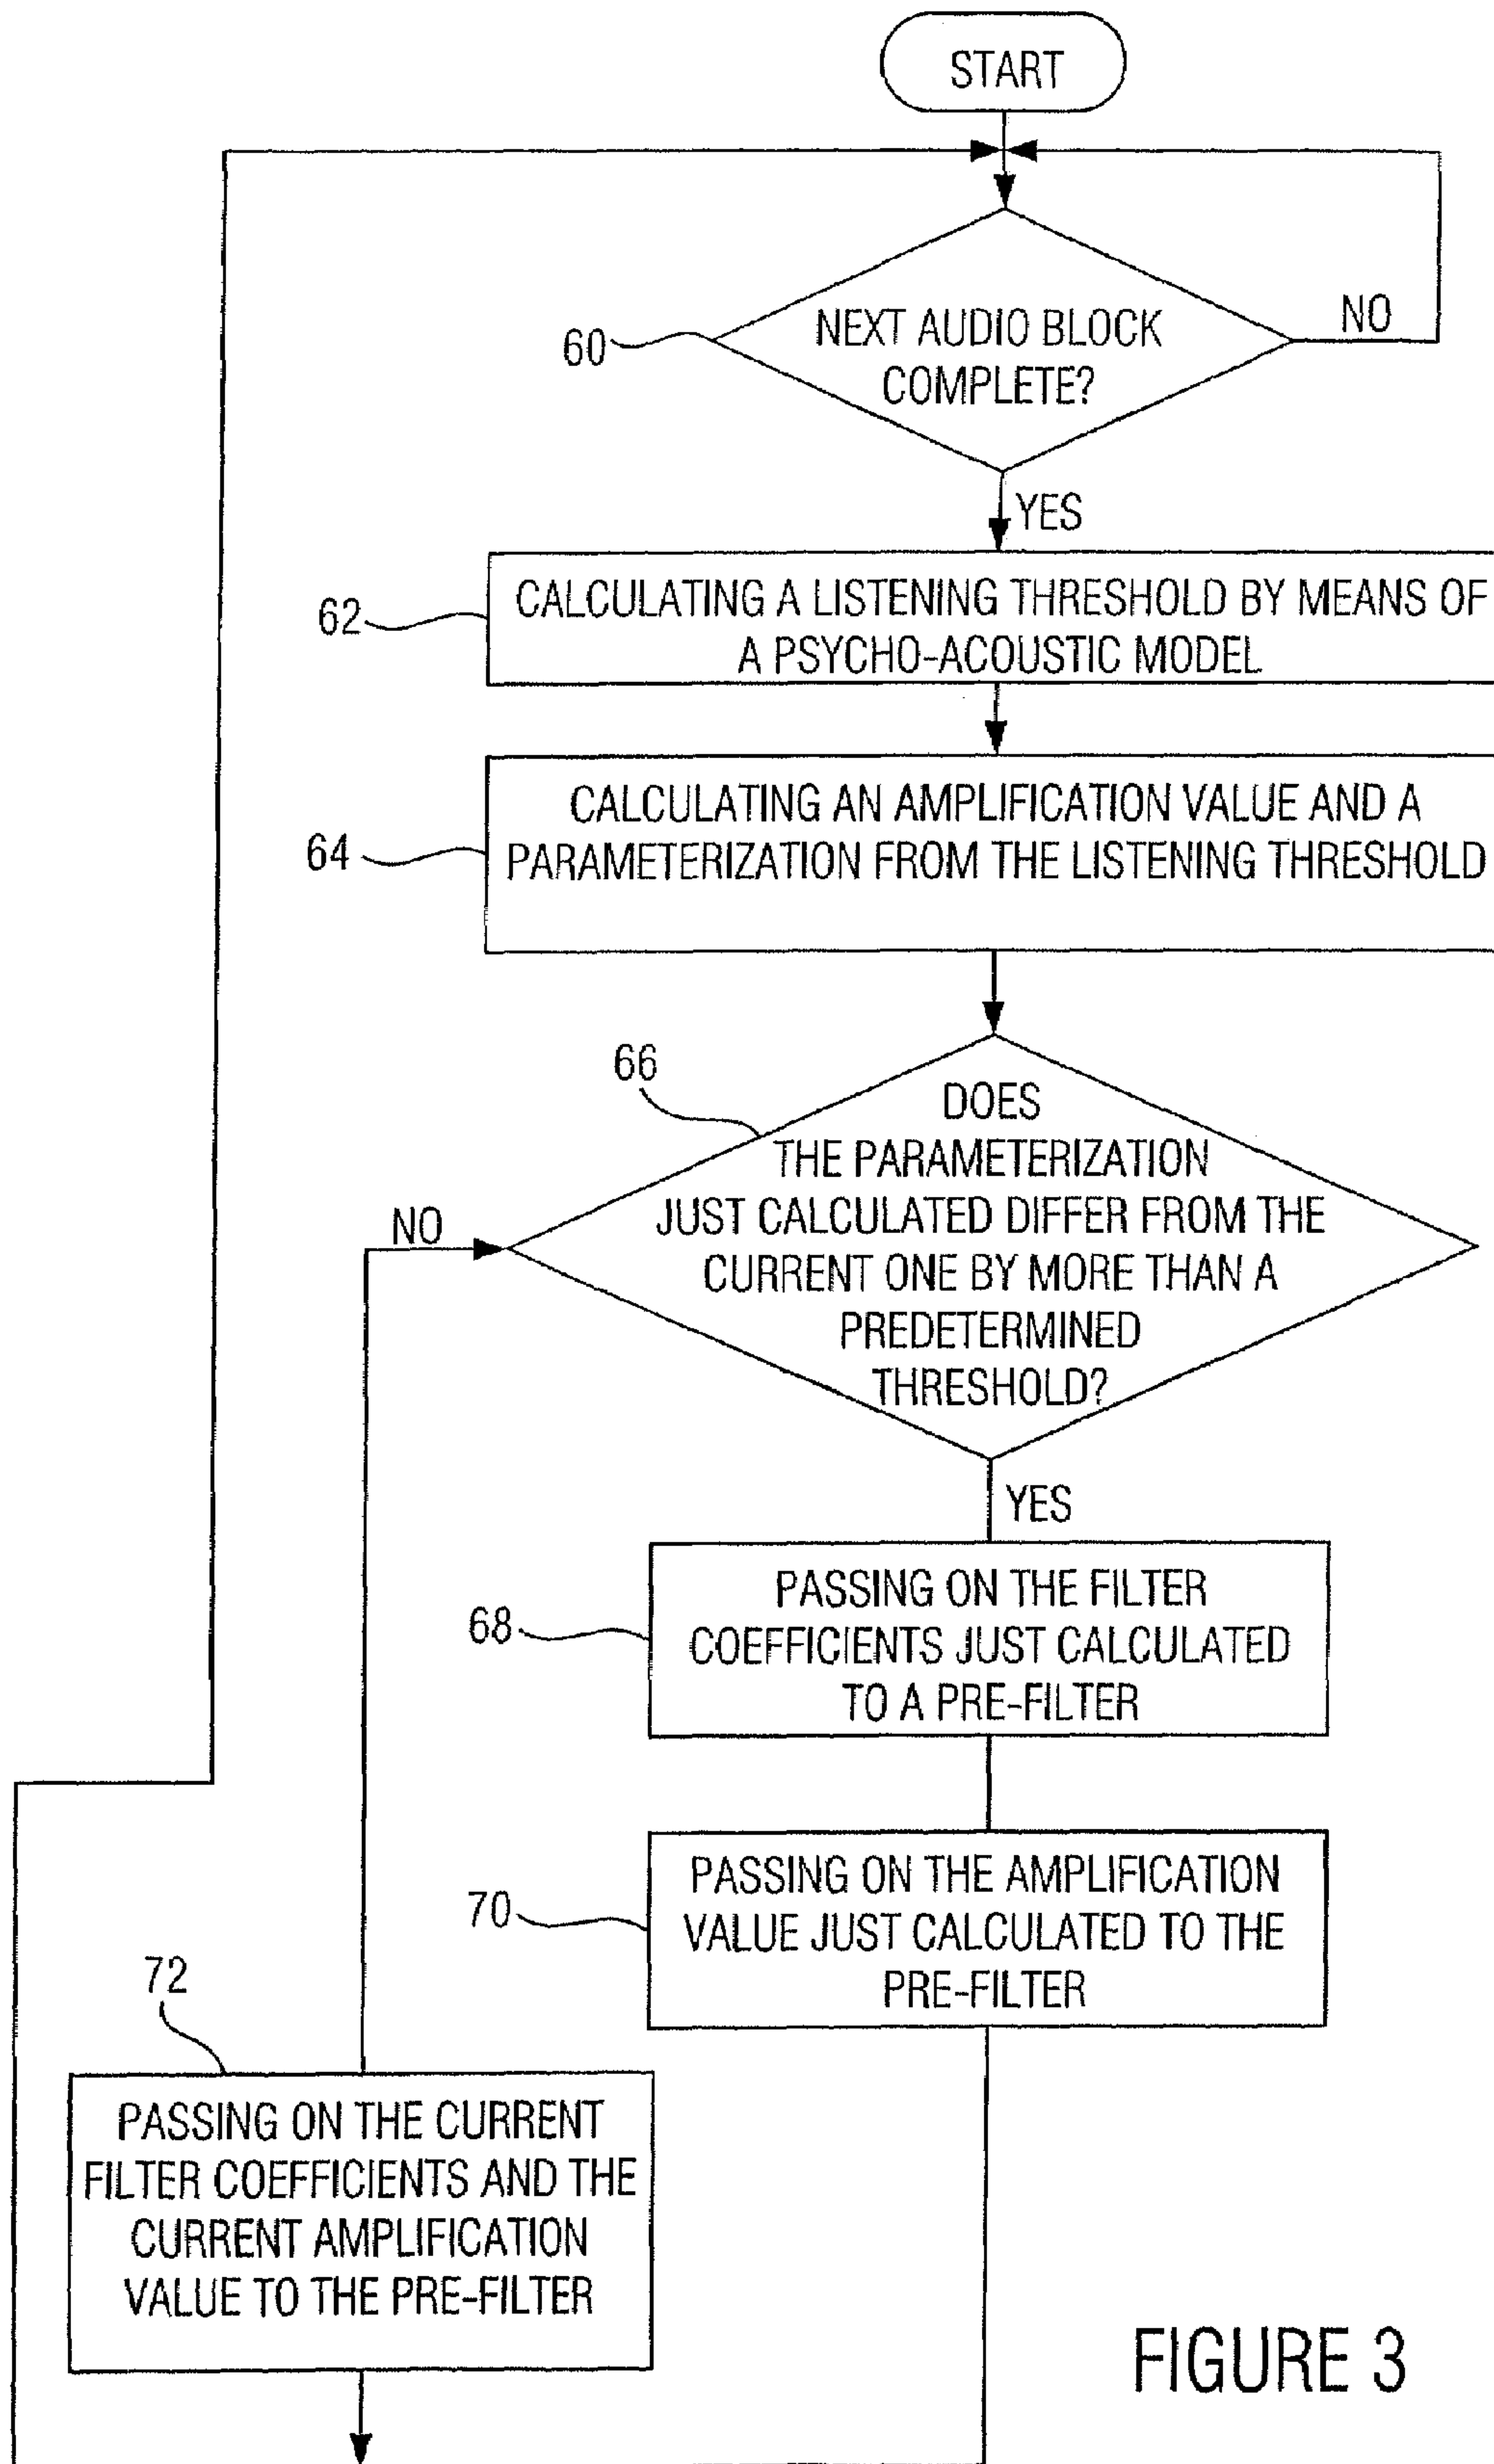 START
NEXT AUDIO BLOCK
COMPLETE?
60
NO
YES
62
CALCULATING A LISTENING THRESHOLD BY MEANS OF
A PSYCHO-ACOUSTIC MODEL
64
CALCULATING AN AMPLIFICATION VALUE AND A
PARAMETERIZATION FROM THE LISTENING THRESHOLD
66
DOES
THE PARAMETERIZATION
JUST CALCULATED DIFFER FROM THE
CURRENT ONE BY MORE THAN A
PREDETERMINED
THRESHOLD?
NO
YES
68
PASSING ON THE FILTER
COEFFICIENTS JUST CALCULATED
TO A PRE-FILTER
70
PASSING ON THE AMPLIFICATION
VALUE JUST CALCULATED TO THE
PRE-FILTER
72
PASSING ON THE CURRENT
FILTER COEFFICIENTS AND THE
CURRENT AMPLIFICATION
VALUE TO THE PRE-FILTER
FIGURE 3